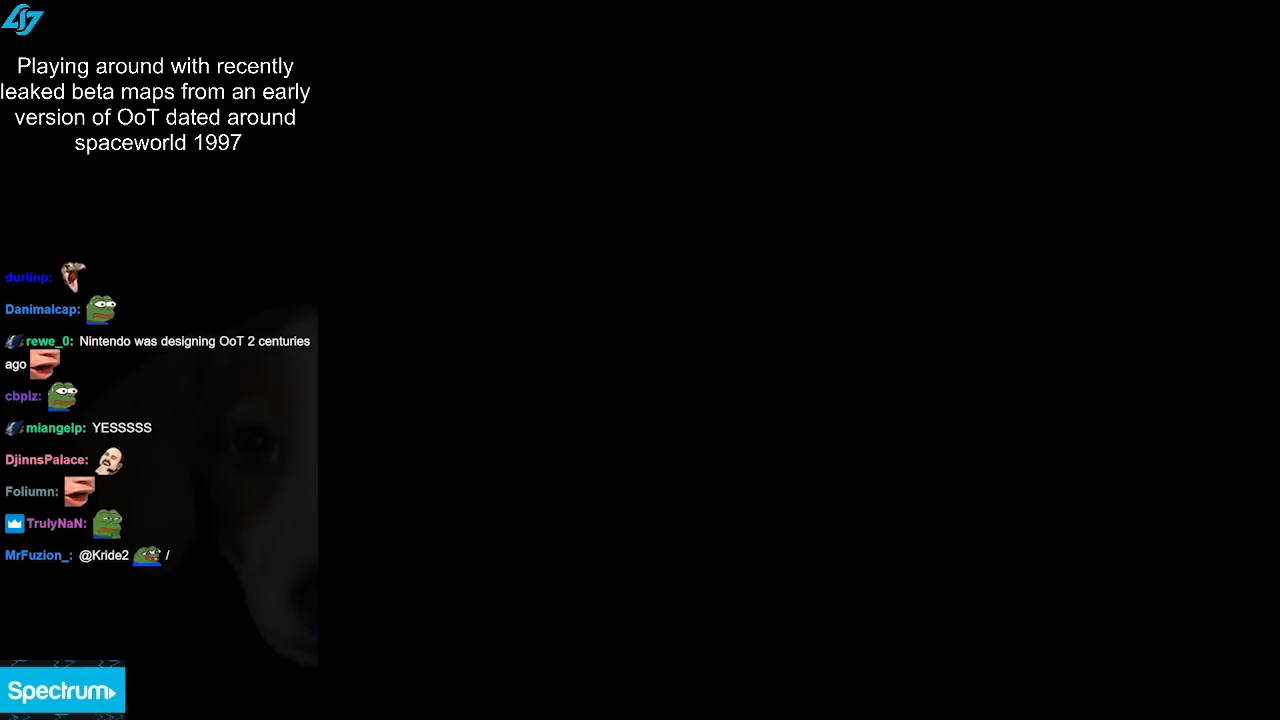 Playing around with recently
leaked beta maps from an early
version of OoT dated around
spaceworld 1997
durlinp:
Danimalcap:
rewe_0: Nintendo was designing OoT 2 centuries
ago
cbplz:
miangelp: YESSSSS
DjinnsPalace:
Foliumn:
TrulyNaN:
MrFuzion_: @Kride2 /
Spectrum